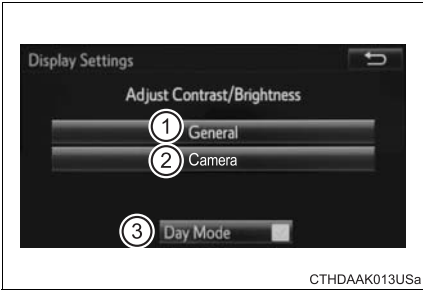 Display Settings
Adjust Contrast/Brightness
1 General
2 Camera
3 Day Mode
CTHDAAK013USa